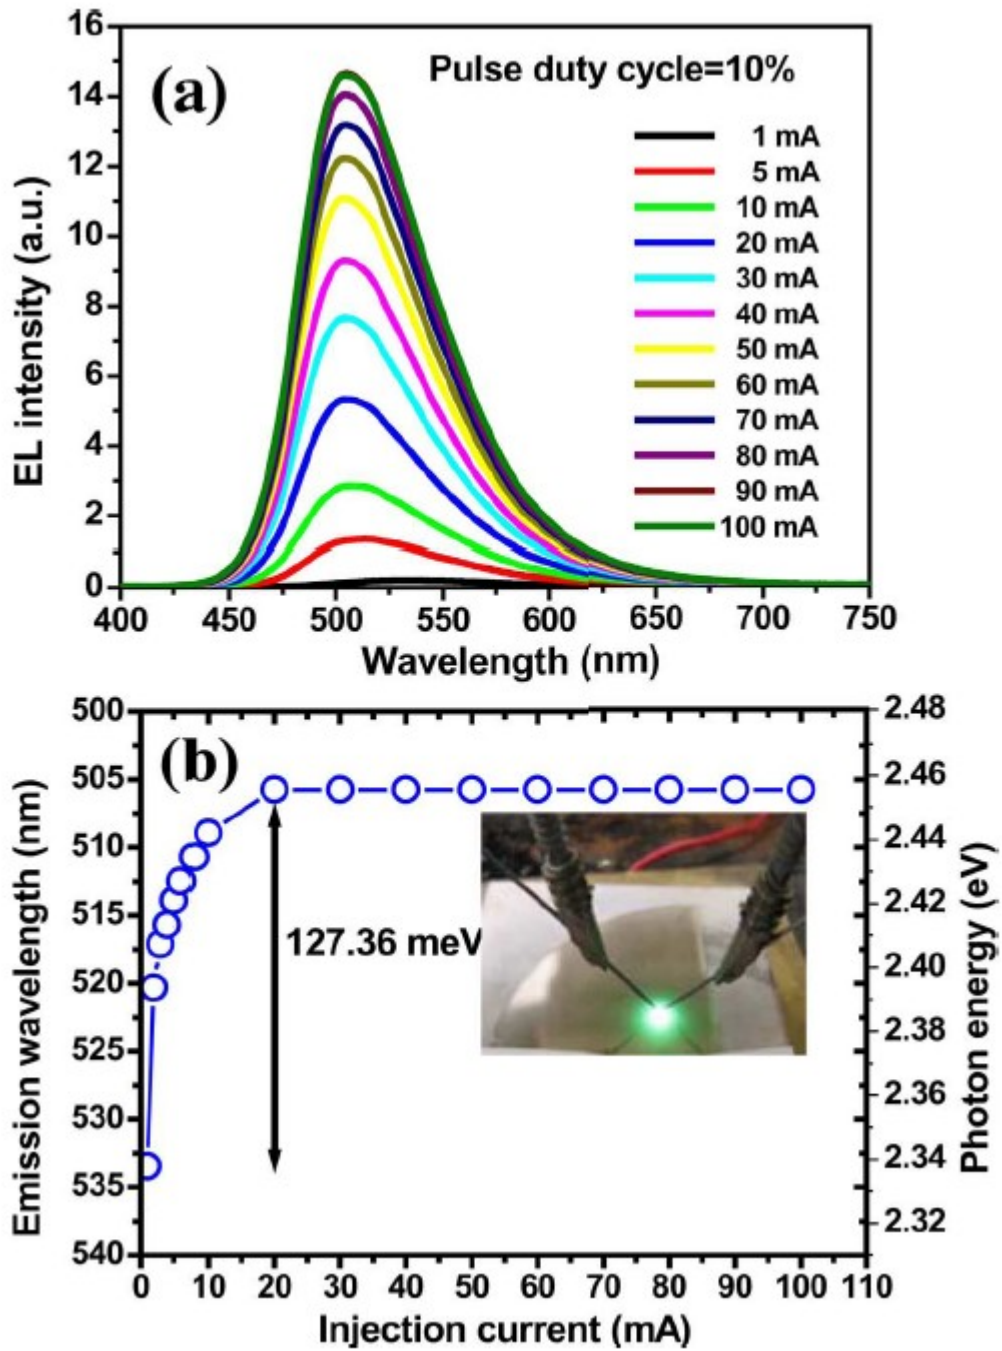 (a)
Pulse duty cycle=10%
1 mA
5 mA
10 mA
20 mA
30 mA
40 mA
50 mA
60 mA
70 mA
80 mA
90 mA
100 mA
16
14
12
10
8
6
4
2
0
EL intensity (a.u.)
400 450 500 550 600 650 700 750
Wavelength (nm)
(b)
500
505
510
515
520
525
530
535
540
Emission wavelength (nm)
127.36 meV
2.48
2.46
2.44
2.42
2.40
2.38
2.36
2.34
2.32
Photon energy (eV)
0 10 20 30 40 50 60 70 80 90 100 110
Injection current (mA)